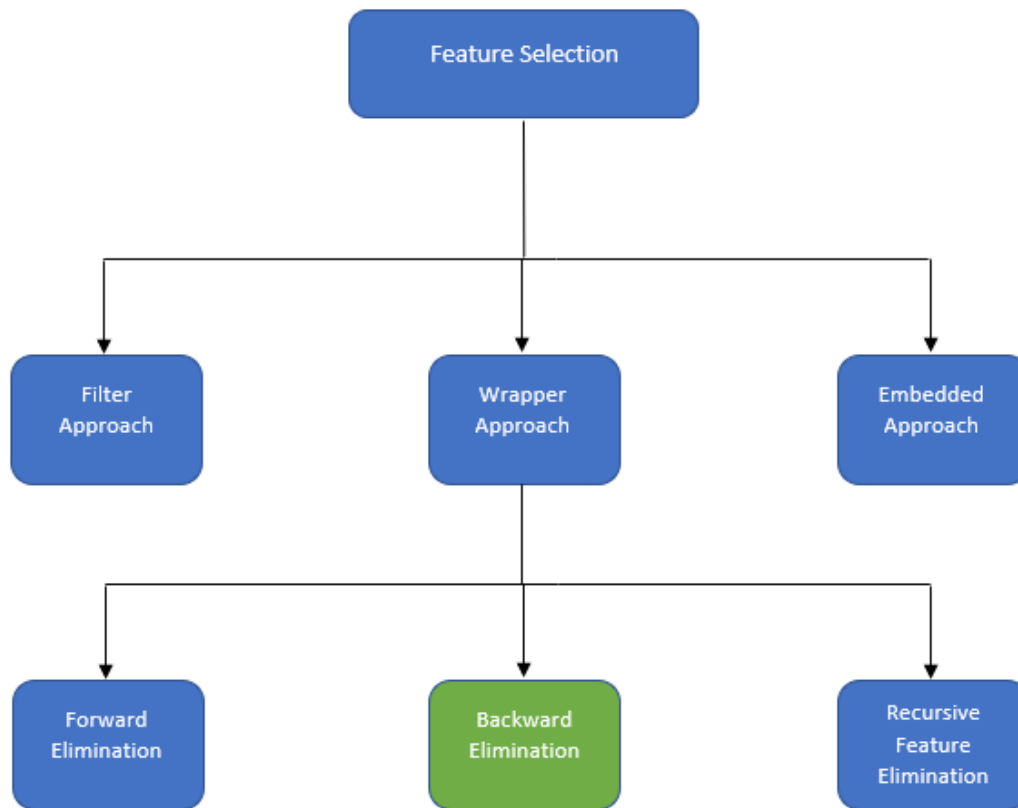 Feature Selection
Filter
Approach
Wrapper
Approach
Embedded
Approach
Forward
Elimination
Backward
Elimination
Recursive
Feature
Elimination